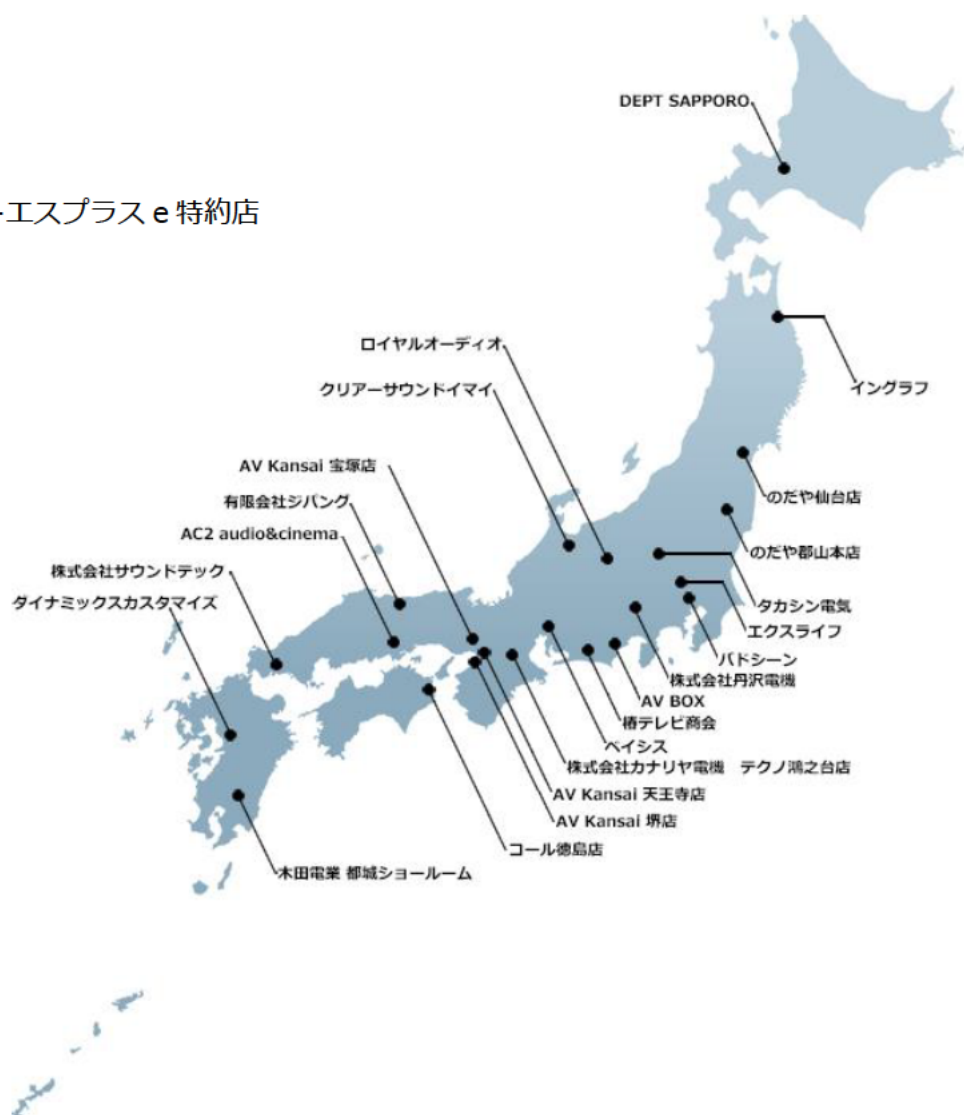 DEPT SAPPORO
エスプラス e 特約店
ロイヤルオーディオ
クリアーサウンドイマイ
イングラフ
AV Kansai 宝塚店
有限会社ジパング
AC2 audio&cinema
株式会社サウンドテック
ダイナミックスカスタマイズ
のだや仙台店
のだや郡山本店
タカシン電気
エクスライフ
バドシーン
株式会社丹沢電機
AV BOX
椿テレビ商会
ベイシス
株式会社カナリヤ電機　テクノ鴻之台店
AV Kansai 天王寺店
AV Kansai 堺店
コール徳島店
木田電業 都城ショールーム